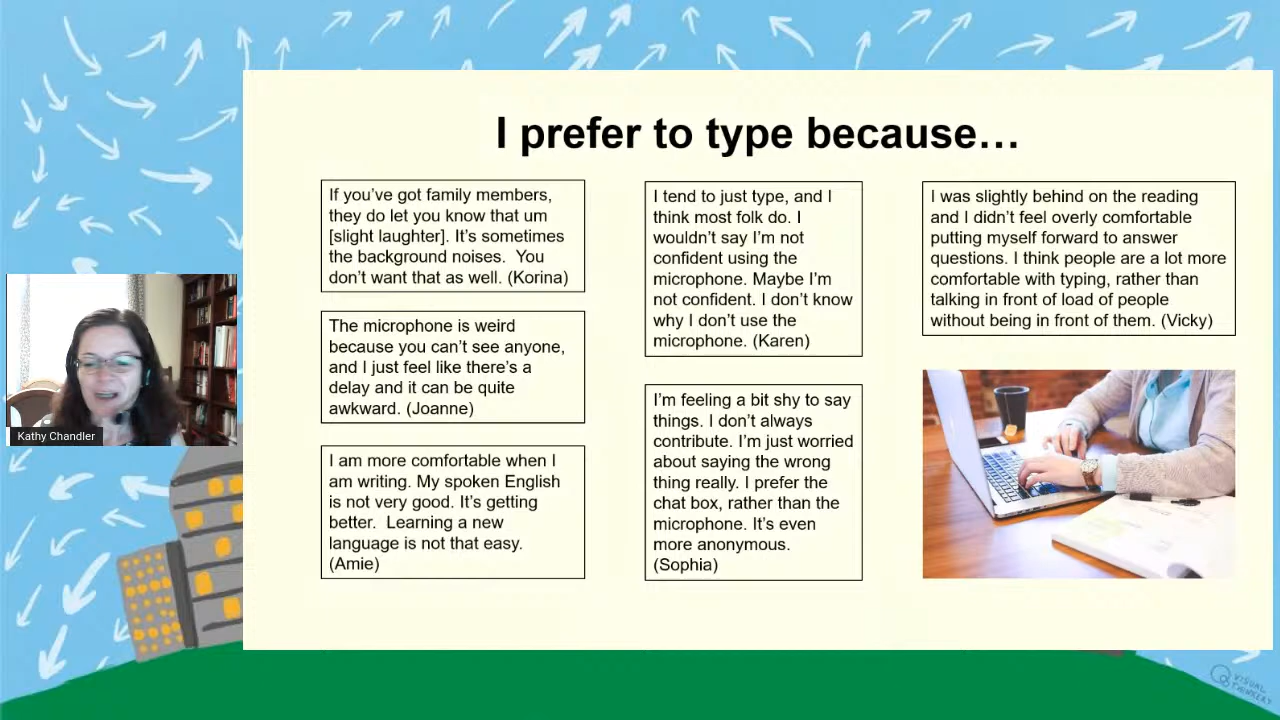 I prefer to type because…
If you’ve got family members,
they do let you know that um
[slight laughter]. It’s sometimes
the background noises.  You
don’t want that as well. (Korina)
The microphone is weird
because you can’t see anyone,
and I just feel like there’s a
delay and it can be quite
awkward. (Joanne)
I am more comfortable when I
am writing. My spoken English
is not very good. It’s getting
better.  Learning a new
language is not that easy.
(Amie)
I tend to just type, and I
think most folk do. I
wouldn’t say I’m not
confident using the
microphone. Maybe I’m
not confident. I don’t know
why I don’t use the
microphone. (Karen)
I’m feeling a bit shy to say
things. I don’t always
contribute. I’m just worried
about saying the wrong
thing really. I prefer the
chat box, rather than the
microphone. It’s even
more anonymous.
(Sophia)
I was slightly behind on the reading
and I didn’t feel overly comfortable
putting myself forward to answer
questions. I think people are a lot more
comfortable with typing, rather than
talking in front of load of people
without being in front of them. (Vicky)
Kathy Chandler
VISUAL
THINKERY